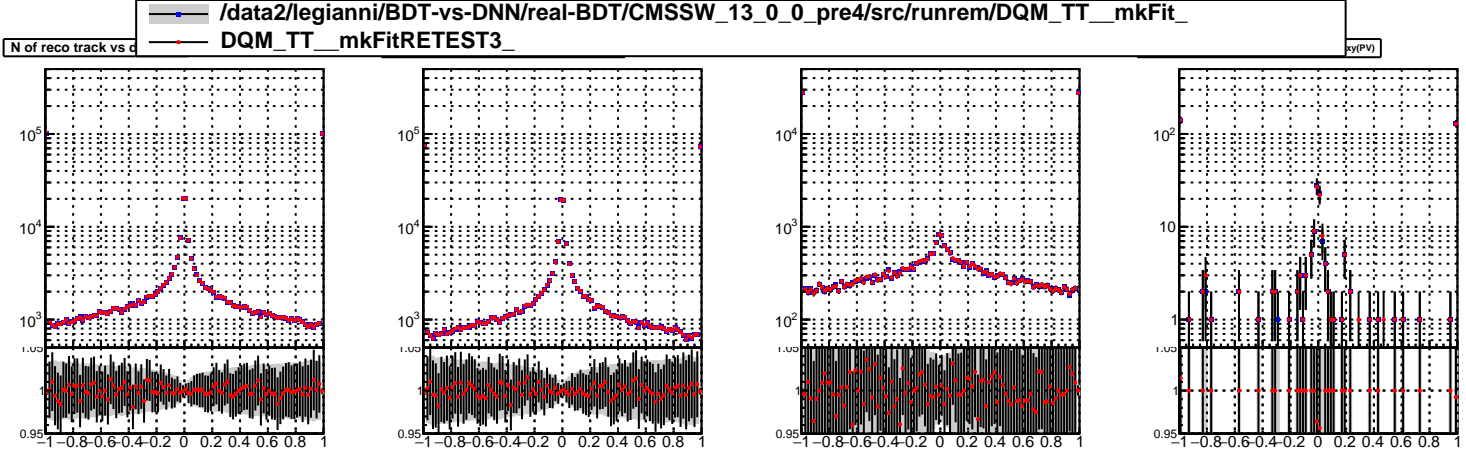 /data2/legianni/BDT-vs-DNN/real-BDT/CMSSW_13_0_0_pre4/src/runrem/DQM_TT__mkFit_
DQM_TT__mkFitRETEST3_
N of reco track vs d
xy(PV)
10⁵ 10⁵ 10⁴ 10²
10⁴ 10⁴ 10³ 10
10³ 10³ 10² 1
1.05 1.05 1.05 1.05
1 1 1 1
0.95 0.95 0.95 0.95
−1 −0.8 −0.6 −0.4 −0.2 0 0.2 0.4 0.6 0.8 1 −1 −0.8 −0.6 −0.4 −0.2 0 0.2 0.4 0.6 0.8 1 −1 −0.8 −0.6 −0.4 −0.2 0 0.2 0.4 0.6 0.8 1 −1 −0.8 −0.6 −0.4 −0.2 0 0.2 0.4 0.6 0.8 1